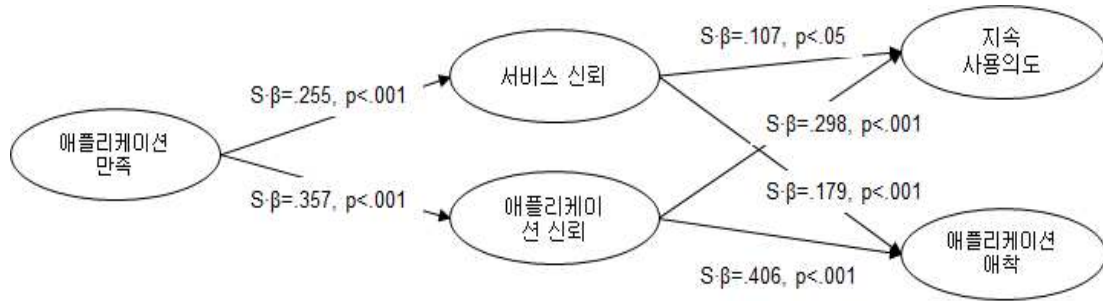 애플리케이션
만족
S·β=.255, p<.001
S·β=.357, p<.001
서비스 신뢰
애플리케이
션 신뢰
S·β=.107, p<.05
S·β=.298, p<.001
S·β=.179, p<.001
S·β=.406, p<.001
지속
사용의도
애플리케이션
애착